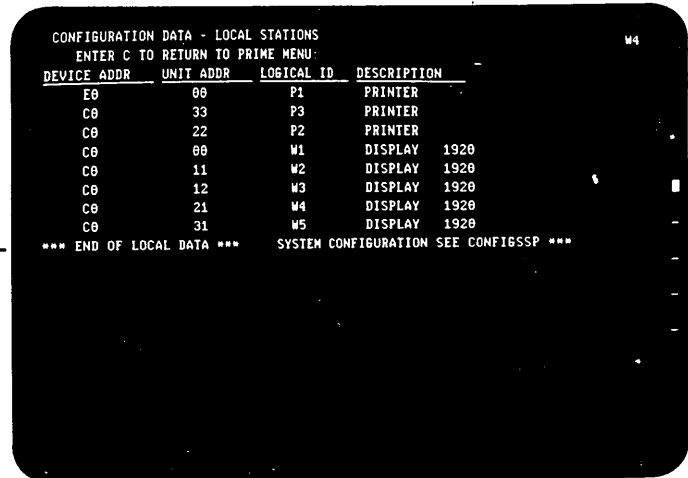 CONFIGURATION DATA - LOCAL STATIONS W4
ENTER C TO RETURN TO PRIME MENU:
DEVICE ADDR UNIT ADDR LOGICAL ID DESCRIPTION
E0 00 P1 PRINTER
C0 33 P3 PRINTER
C0 22 P2 PRINTER
C0 00 W1 DISPLAY 1920
C0 11 W2 DISPLAY 1920
C0 12 W3 DISPLAY 1920
C0 21 W4 DISPLAY 1920
C0 31 W5 DISPLAY 1920
*** END OF LOCAL DATA *** SYSTEM CONFIGURATION SEE CONFIGSSP ***